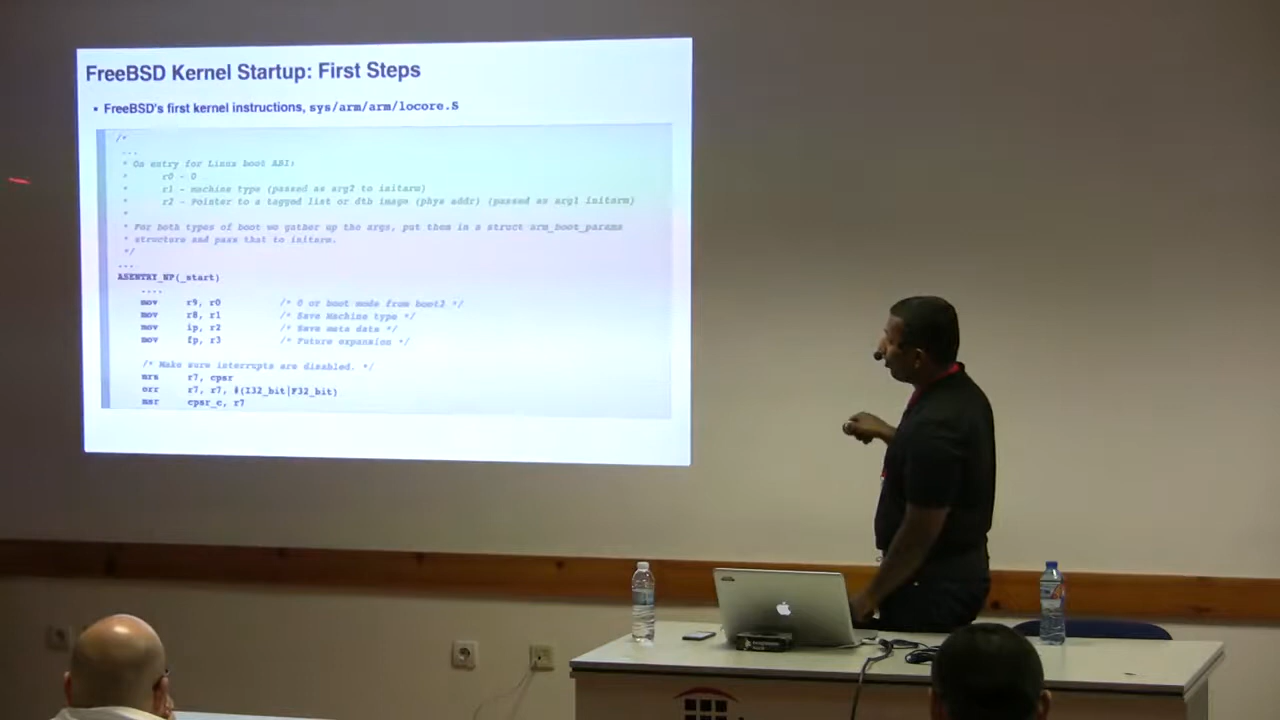 FreeBSD Kernel Startup: First Steps
▪ FreeBSD's first kernel instructions, sys/arm/arm/locore.S
/*
...
* On entry for Linux boot ABI:
* r0 - 0
* r1 - machine type (passed as arg2 to initarm)
* r2 - Pointer to a tagged list or dtb image (phys addr) (passed as arg1 initarm)
*
* For both types of boot we gather up the args, put them in a struct arm_boot_params
* structure and pass that to initarm.
*/
...
ASENTRY_NP(_start)
....
mov r9, r0 /* 0 or boot mode from boot2 */
mov r8, r1 /* Save Machine type */
mov ip, r2 /* Save meta data */
mov fp, r3 /* Future expansion */
/* Make sure interrupts are disabled. */
mrs r7, cpsr
orr r7, r7, #(I32_bit|F32_bit)
msr cpsr_c, r7